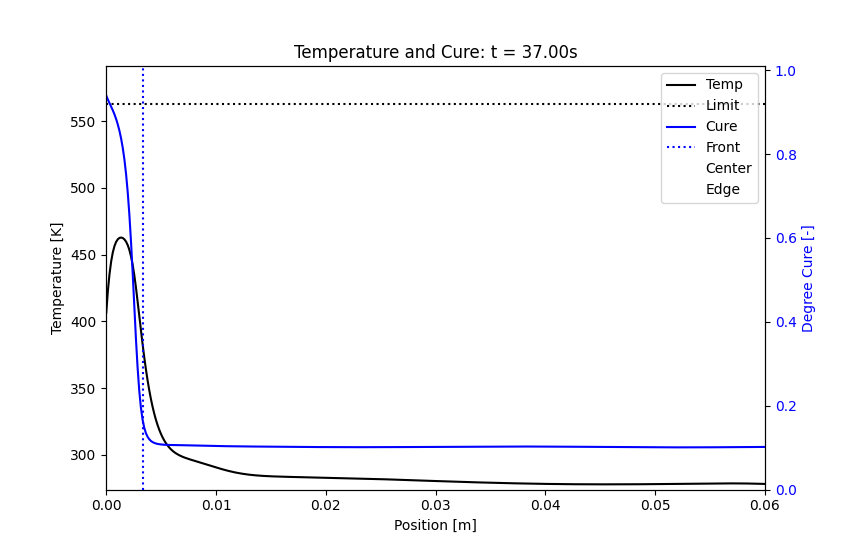 Temperature and Cure: t = 37.00s
Temp
Limit
Cure
Front
Center
Edge
550
500
450
400
350
300
Temperature [K]
1.0
0.8
0.6
0.4
0.2
0.0
Degree Cure [-]
0.00 0.01 0.02 0.03 0.04 0.05 0.06
Position [m]